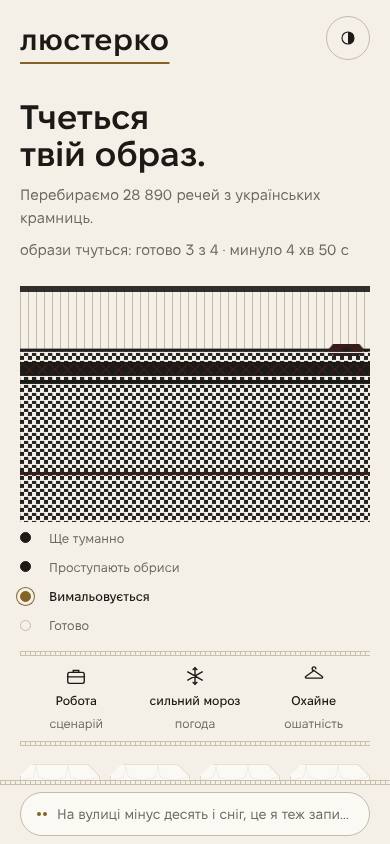 люстерко
Тчеться
твій образ.
Перебираємо 28 890 речей з українських
крамниць.
образи тчуться: готово 3 з 4 · минуло 4 хв 50 с
Ще туманно
Проступають обриси
Вимальовується
Готово
Робота
сценарій
сильний мороз
погода
Охайне
ошатність
На вулиці мінус десять і сніг, це я теж запи...